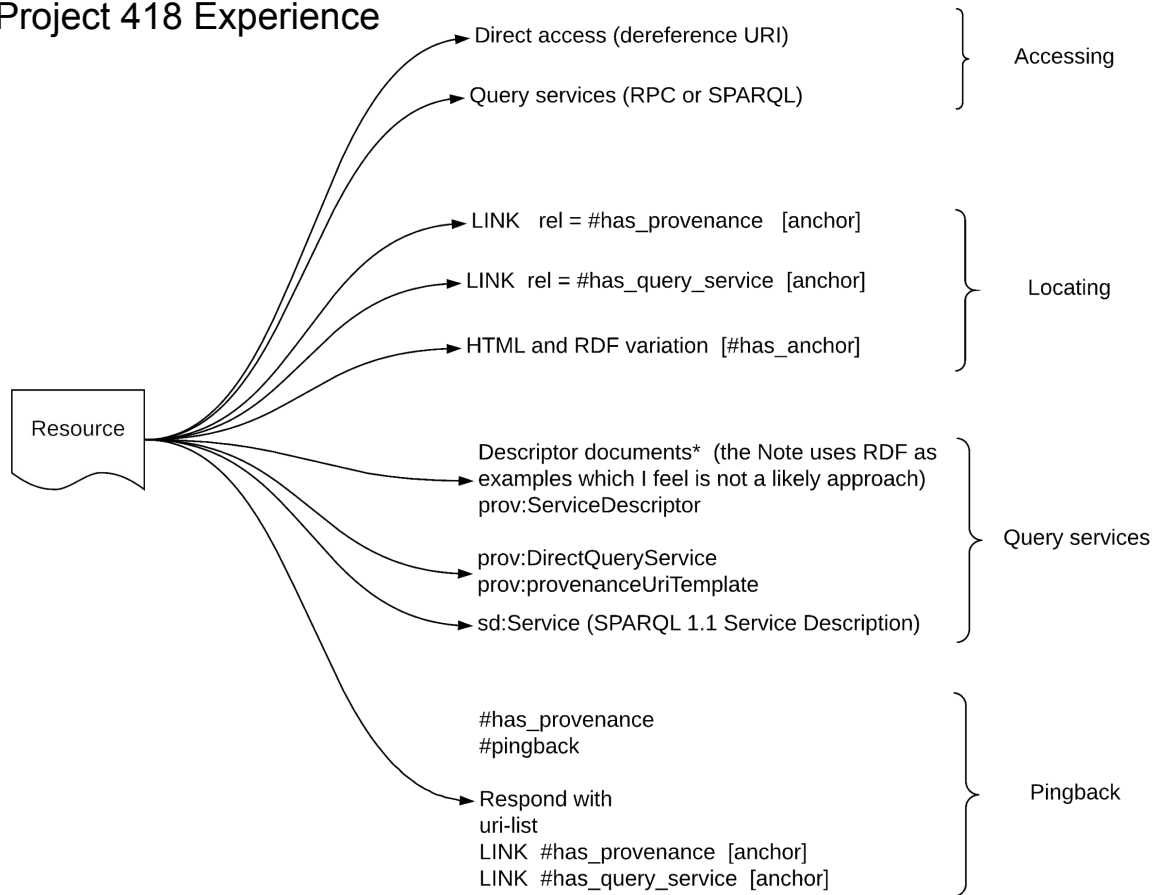 Project 418 Experience
Direct access (dereference URI)
Accessing
Query services (RPC or SPARQL)
LINK rel = #has_provenance [anchor]
LINK rel = #has_query_service [anchor]
Locating
HTML and RDF variation [#has_anchor]
Resource
Descriptor documents* (the Note uses RDF as
examples which I feel is not a likely approach)
prov:ServiceDescriptor
Query services
prov:DirectQueryService
prov:provenanceUriTemplate
sd:Service (SPARQL 1.1 Service Description)
#has_provenance
#pingback
Pingback
Respond with
uri-list
LINK #has_provenance [anchor]
LINK #has_query_service [anchor]